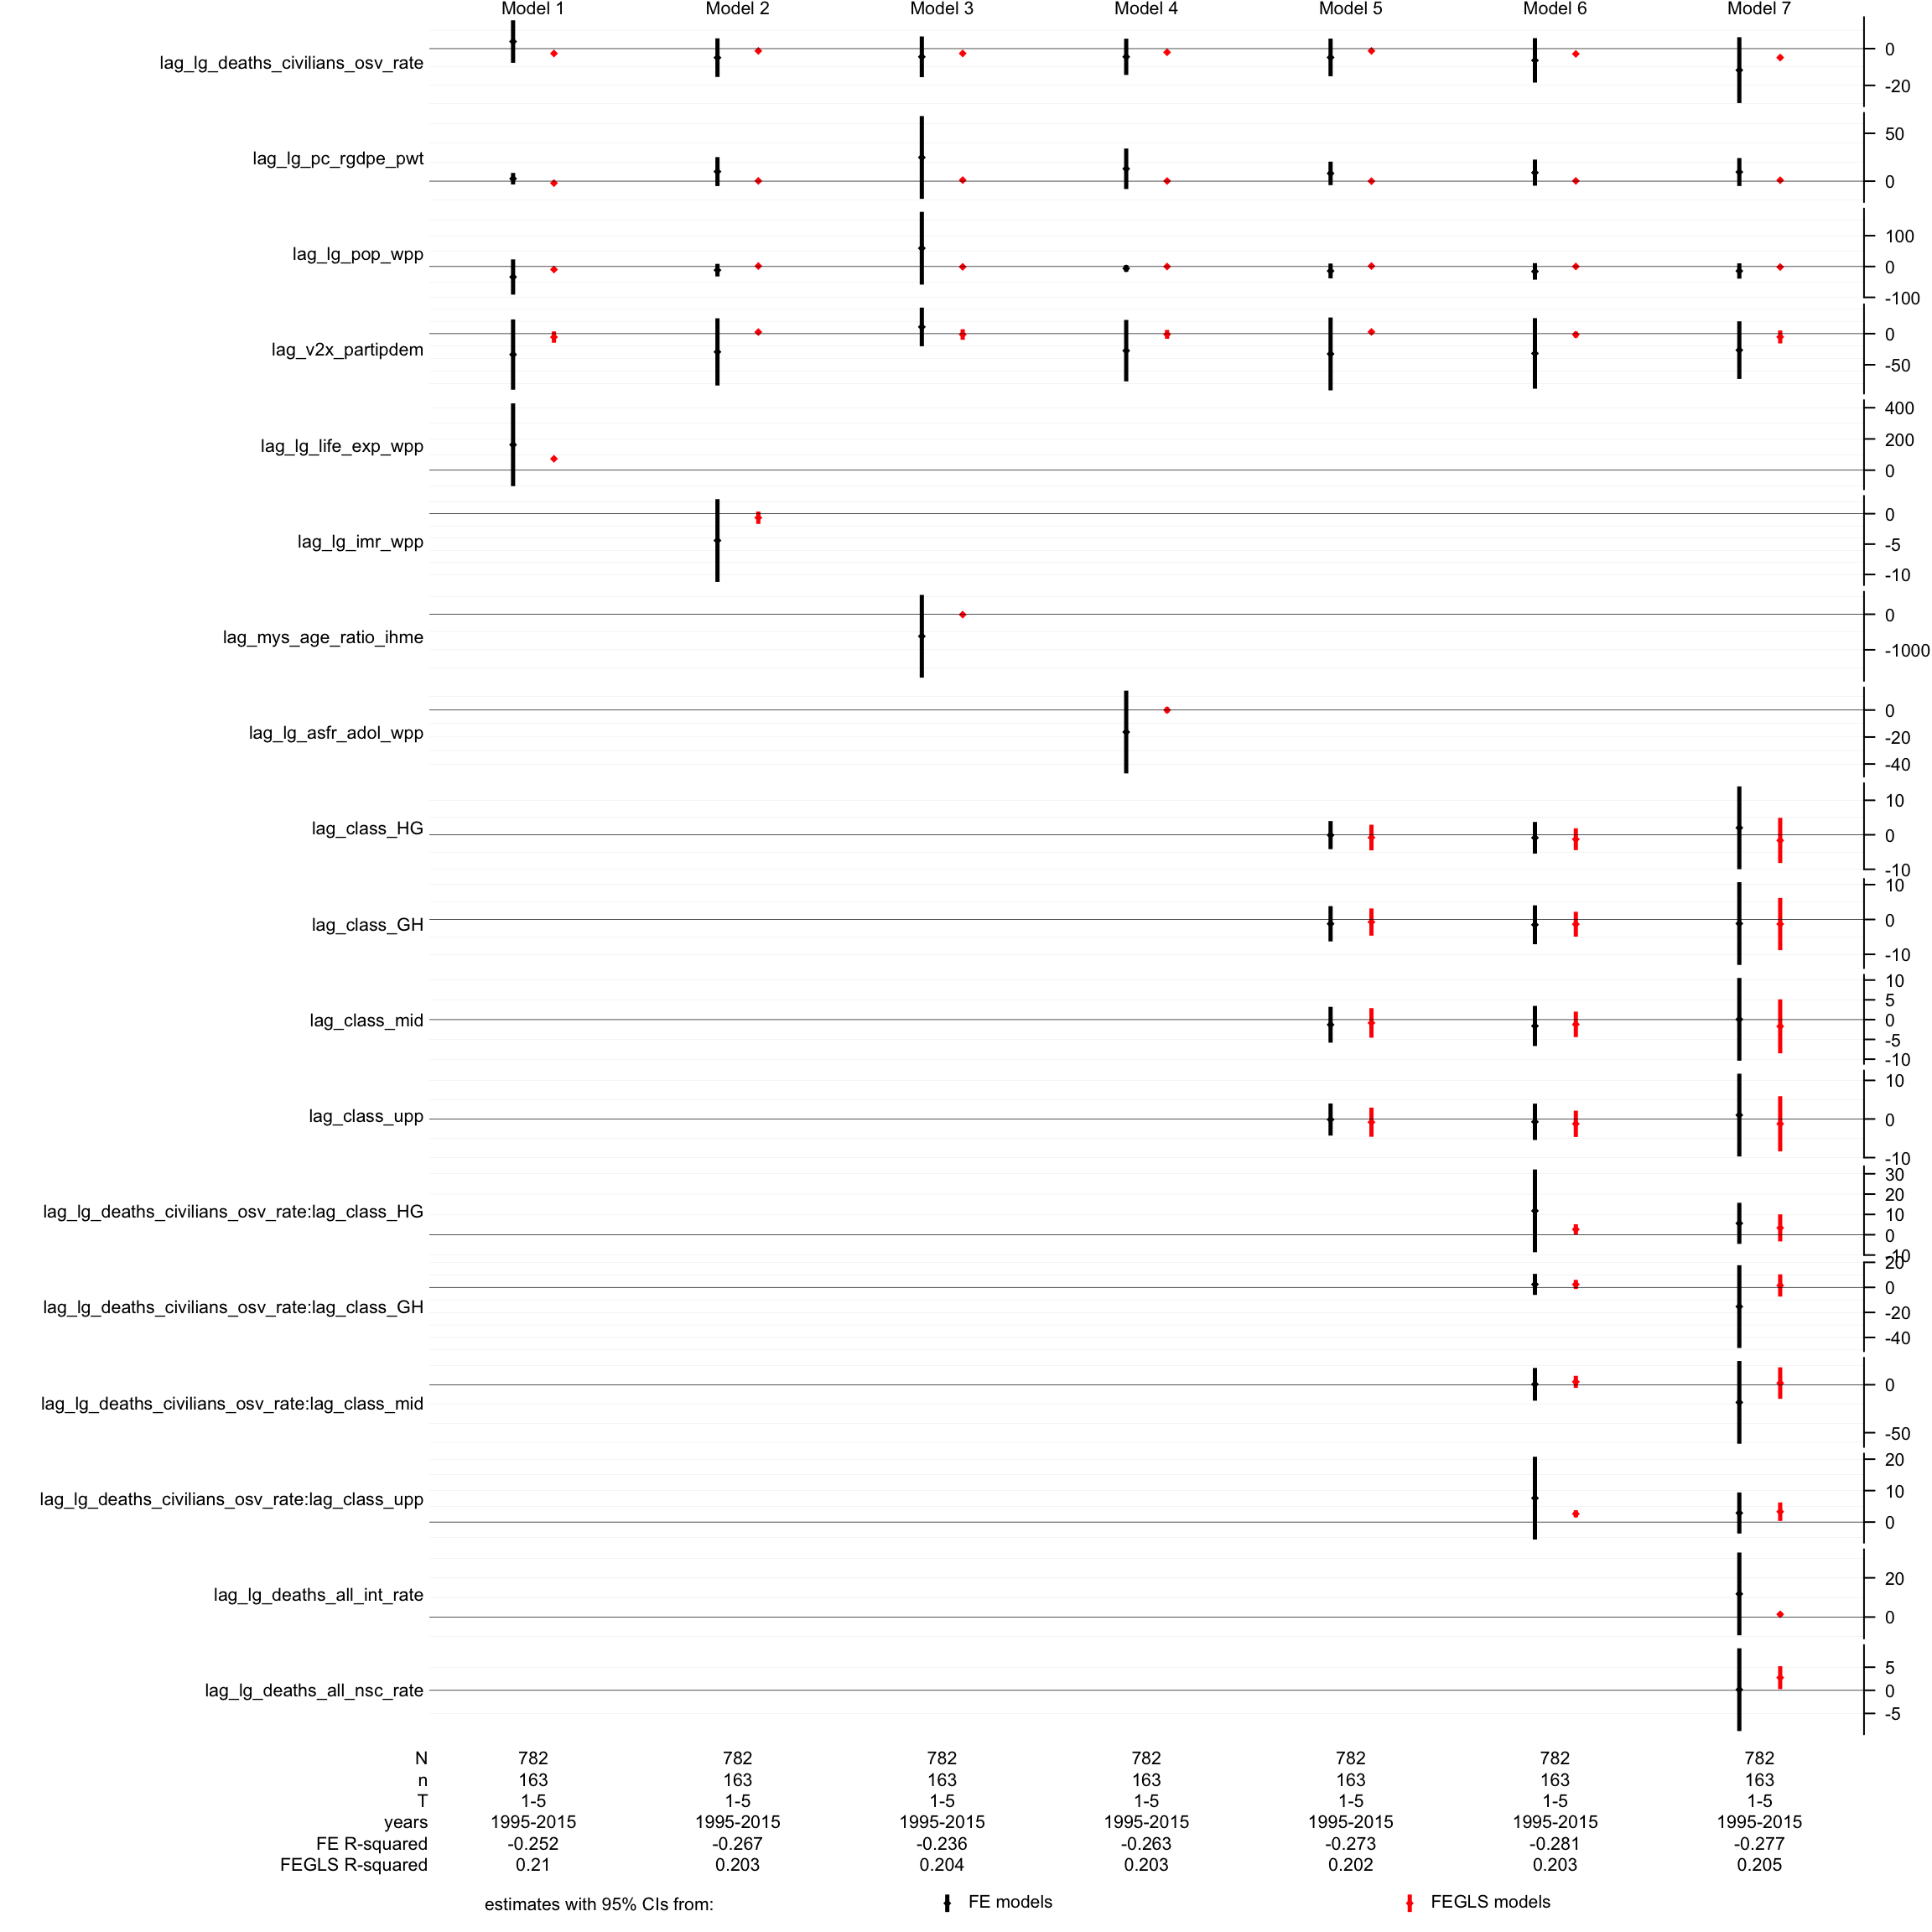 Model 1 Model 2 Model 3 Model 4 Model 5 Model 6 Model 7
lag_lg_deaths_civilians_osv_rate
0
-20
lag_lg_pc_rgdpe_pwt
50
0
lag_lg_pop_wpp
100
0
-100
lag_v2x_partipdem
0
-50
lag_lg_life_exp_wpp
400
200
0
lag_lg_imr_wpp
0
-5
-10
lag_mys_age_ratio_ihme
0
-1000
lag_lg_asfr_adol_wpp
0
-20
-40
lag_class_HG
10
0
-10
lag_class_GH
10
0
-10
lag_class_mid
10
5
0
-5
-10
lag_class_upp
10
0
-10
lag_lg_deaths_civilians_osv_rate:lag_class_HG
30
20
10
0
-10
lag_lg_deaths_civilians_osv_rate:lag_class_GH
20
0
-20
-40
lag_lg_deaths_civilians_osv_rate:lag_class_mid
0
-50
lag_lg_deaths_civilians_osv_rate:lag_class_upp
20
10
0
lag_lg_deaths_all_int_rate
20
0
lag_lg_deaths_all_nsc_rate
5
0
-5
N 782 782 782 782 782 782 782
n 163 163 163 163 163 163 163
T 1-5 1-5 1-5 1-5 1-5 1-5 1-5
years 1995-2015 1995-2015 1995-2015 1995-2015 1995-2015 1995-2015 1995-2015
FE R-squared -0.252 -0.267 -0.236 -0.263 -0.273 -0.281 -0.277
FEGLS R-squared 0.21 0.203 0.204 0.203 0.202 0.203 0.205
estimates with 95% CIs from: FE models FEGLS models